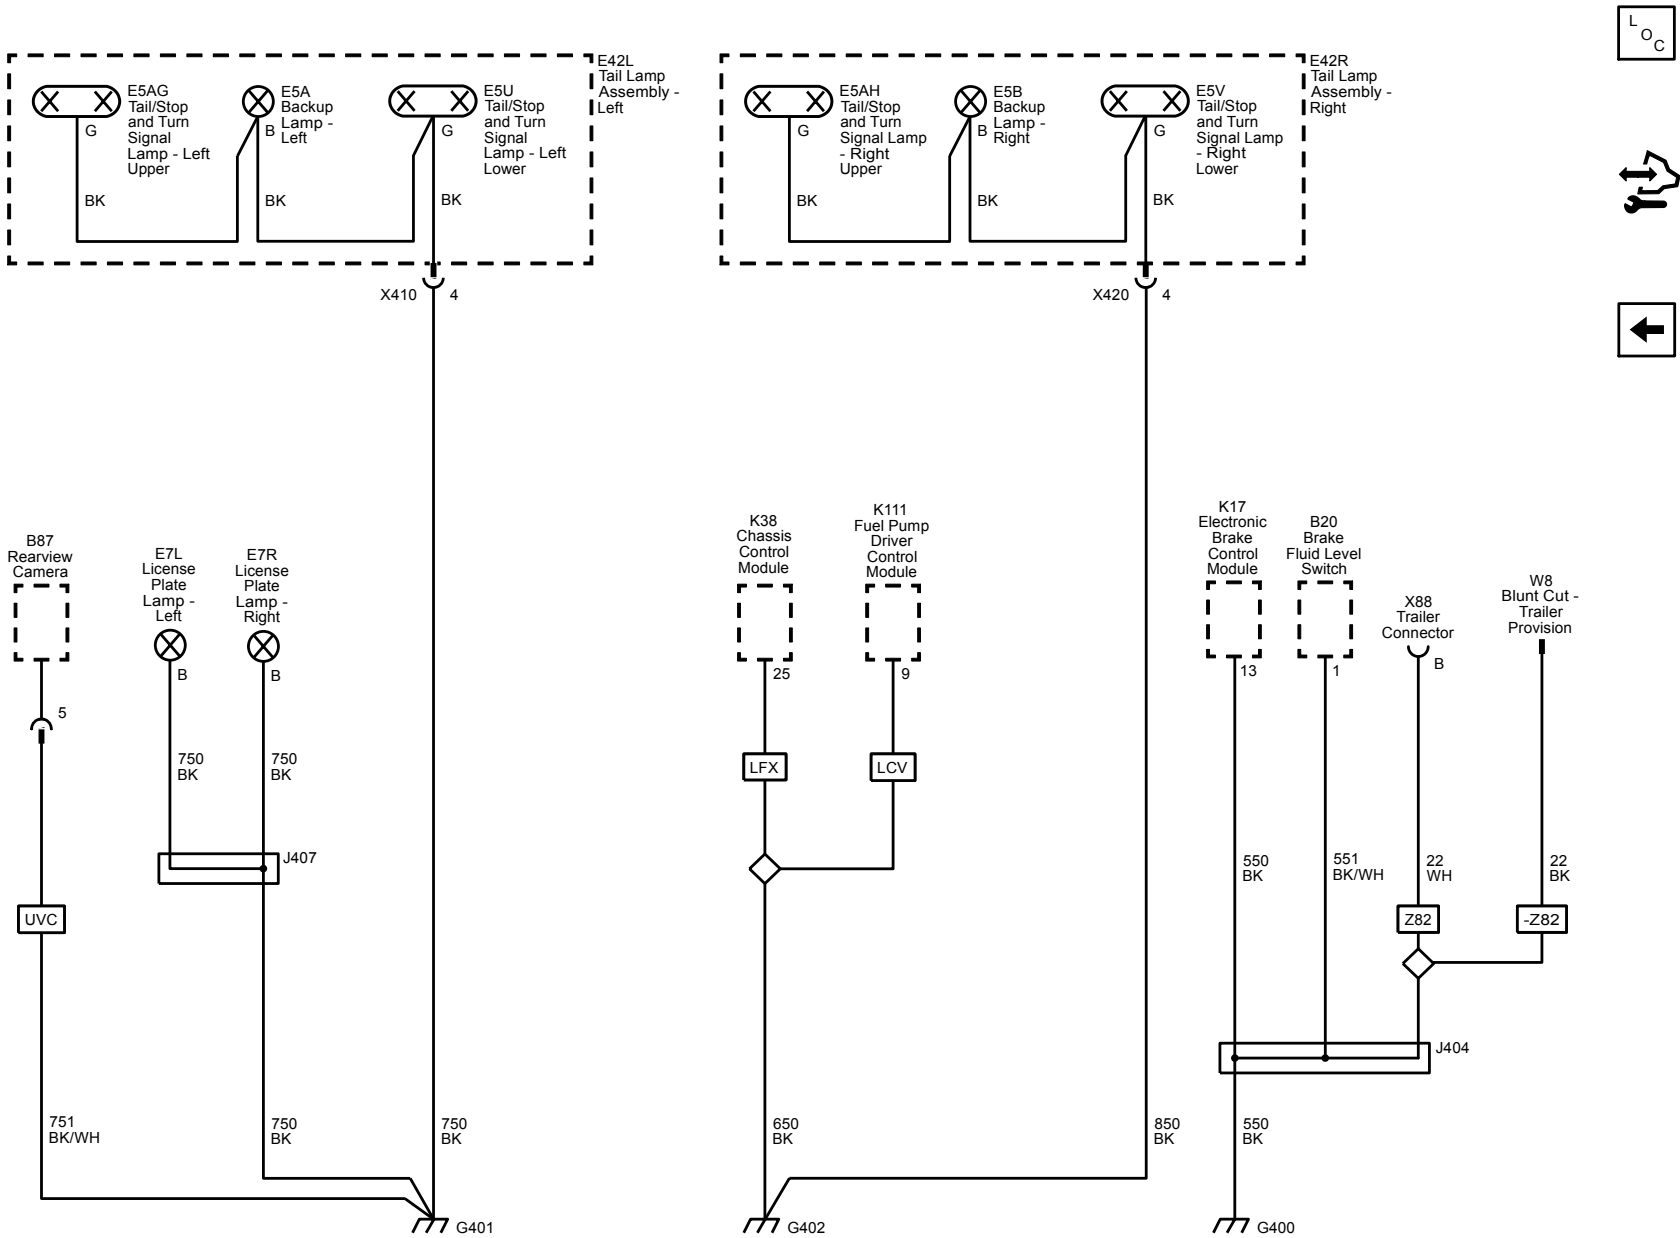 L
O
C
E42L
Tail Lamp
Assembly -
Left
E5AG
Tail/Stop
and Turn
Signal
Lamp - Left
Upper
G
BK
E5A
Backup
Lamp -
Left
B
BK
E5U
Tail/Stop
and Turn
Signal
Lamp - Left
Lower
G
BK
X410
4
E42R
Tail Lamp
Assembly -
Right
E5AH
Tail/Stop
and Turn
Signal Lamp
- Right
Upper
G
BK
E5B
Backup
Lamp -
Right
B
BK
E5V
Tail/Stop
and Turn
Signal Lamp
- Right
Lower
G
BK
X420
4
B87
Rearview
Camera
5
UVC
751
BK/WH
E7L
License
Plate
Lamp -
Left
B
750
BK
E7R
License
Plate
Lamp -
Right
B
750
BK
J407
750
BK
750
BK
G401
K38
Chassis
Control
Module
25
LFX
K111
Fuel Pump
Driver
Control
Module
9
LCV
650
BK
850
BK
G402
K17
Electronic
Brake
Control
Module
13
550
BK
B20
Brake
Fluid Level
Switch
1
551
BK/WH
X88
Trailer
Connector
B
22
WH
Z82
W8
Blunt Cut -
Trailer
Provision
22
BK
-Z82
J404
550
BK
G400